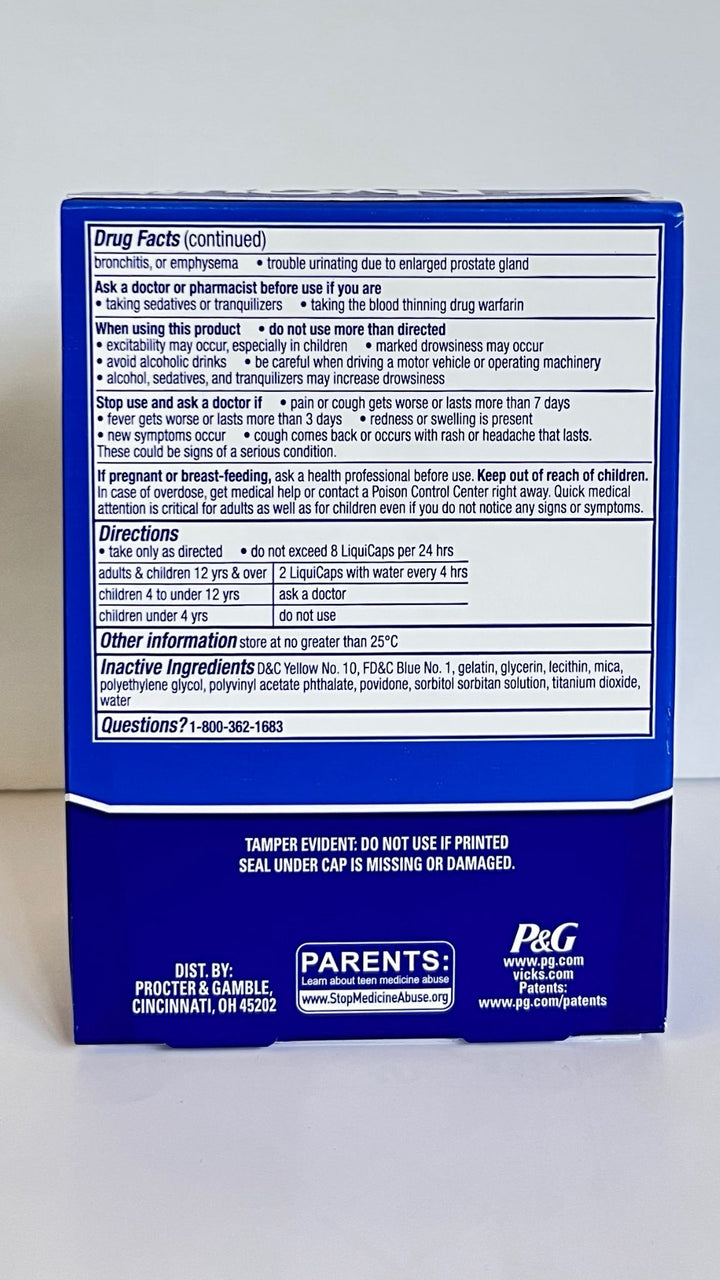 Drug Facts (continued)
bronchitis, or emphysema • trouble urinating due to enlarged prostate gland
Ask a doctor or pharmacist before use if you are
• taking sedatives or tranquilizers • taking the blood thinning drug warfarin
When using this product • do not use more than directed
• excitability may occur, especially in children • marked drowsiness may occur
• avoid alcoholic drinks • be careful when driving a motor vehicle or operating machinery
• alcohol, sedatives, and tranquilizers may increase drowsiness
Stop use and ask a doctor if • pain or cough gets worse or lasts more than 7 days
• fever gets worse or lasts more than 3 days • redness or swelling is present
• new symptoms occur • cough comes back or occurs with rash or headache that lasts.
These could be signs of a serious condition.
If pregnant or breast-feeding, ask a health professional before use. Keep out of reach of children.
In case of overdose, get medical help or contact a Poison Control Center right away. Quick medical
attention is critical for adults as well as for children even if you do not notice any signs or symptoms.
Directions
• take only as directed • do not exceed 8 LiquiCaps per 24 hrs
adults & children 12 yrs & over 2 LiquiCaps with water every 4 hrs
children 4 to under 12 yrs ask a doctor
children under 4 yrs do not use
Other information store at no greater than 25°C
Inactive Ingredients D&C Yellow No. 10, FD&C Blue No. 1, gelatin, glycerin, lecithin, mica,
polyethylene glycol, polyvinyl acetate phthalate, povidone, sorbitol sorbitan solution, titanium dioxide,
water
Questions? 1-800-362-1683
TAMPER EVIDENT: DO NOT USE IF PRINTED
SEAL UNDER CAP IS MISSING OR DAMAGED.
DIST. BY:
PROCTER & GAMBLE,
CINCINNATI, OH 45202
PARENTS:
Learn about teen medicine abuse
www.StopMedicineAbuse.org
P&G
www.pg.com
vicks.com
Patents:
www.pg.com/patents